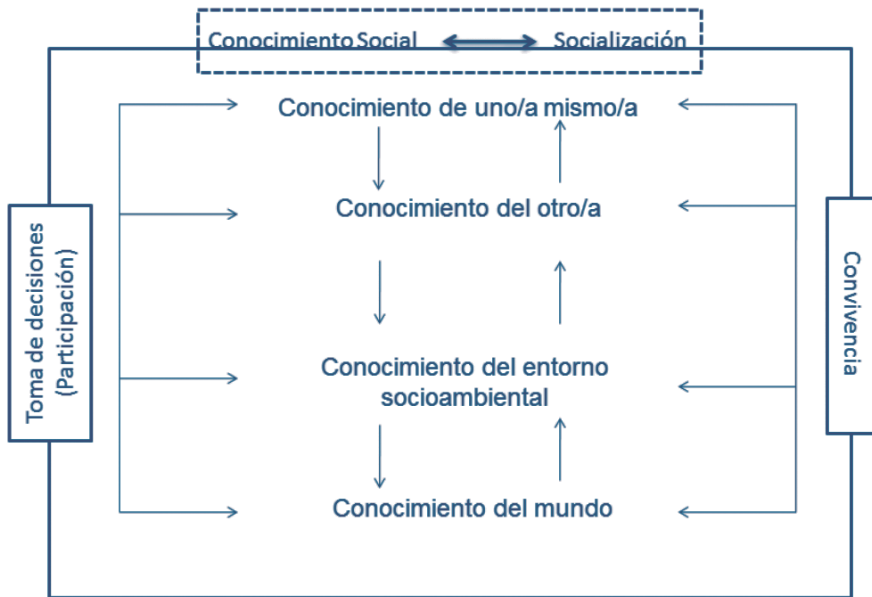 Conocimiento Social Socialización
Conocimiento de uno/a mismo/a
Conocimiento del otro/a
Conocimiento del entorno
socioambiental
Conocimiento del mundo
Toma de decisiones
(Participación)
Convivencia